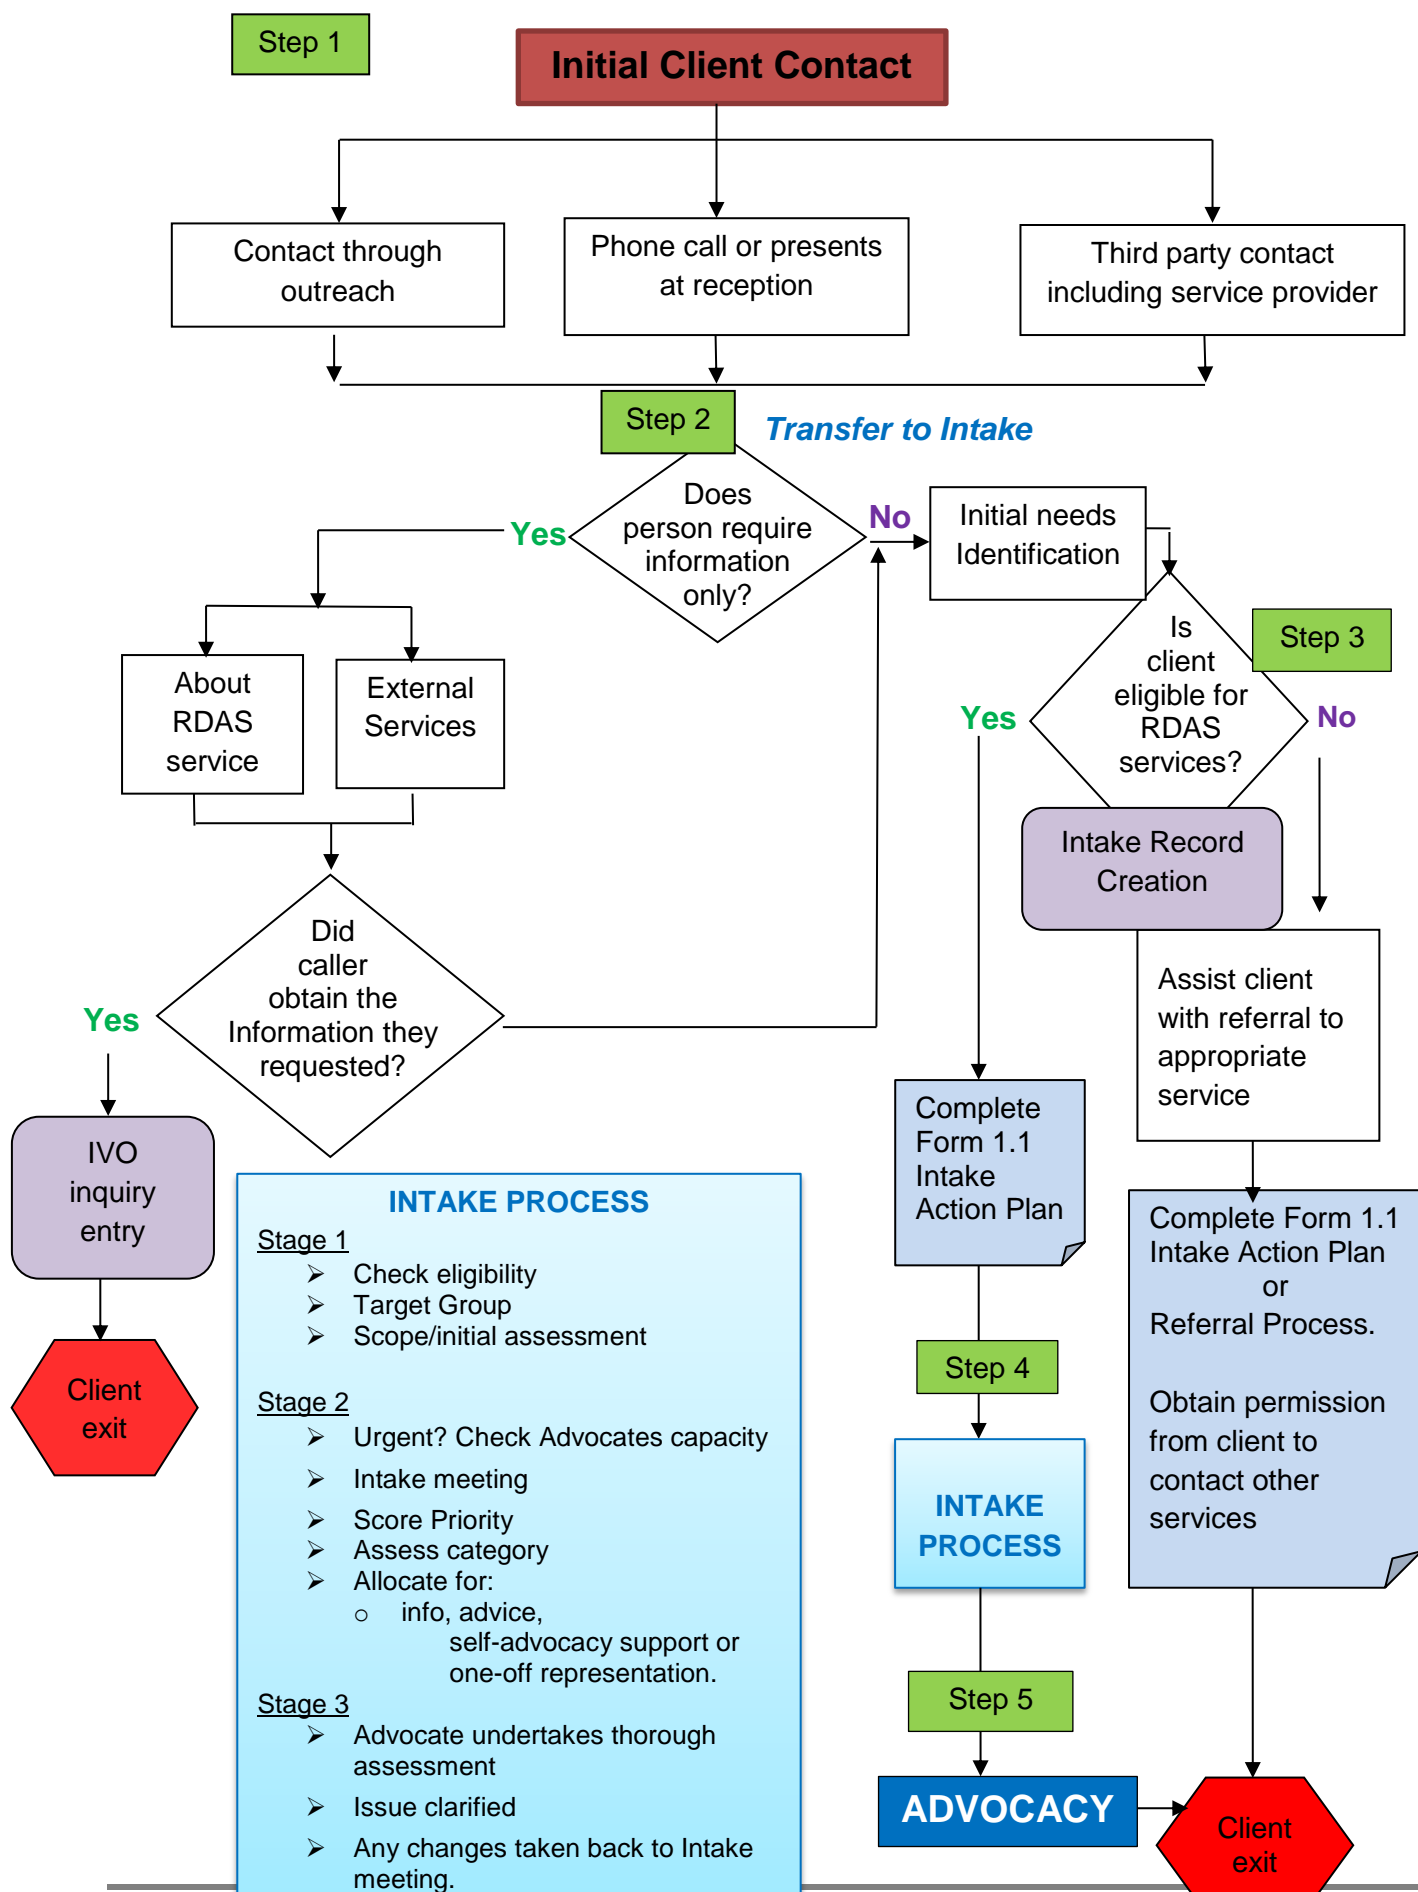 Step 1
Initial Client Contact
Contact through
outreach
Phone call or presents
at reception
Third party contact
including service provider
Step 2
Transfer to Intake
Does
person require
information
only?
Yes
No
Initial needs
Identification
Is
client
eligible for
RDAS
services?
Step 3
Yes
No
About
RDAS
service
External
Services
Intake Record
Creation
Did
caller
obtain the
Information they
requested?
Yes
Assist client
with referral to
appropriate
service
IVO
inquiry
entry
Client
exit
Complete
Form 1.1
Intake
Action Plan
Complete Form 1.1
Intake Action Plan
or
Referral Process.
Obtain permission
from client to
contact other
services
INTAKE PROCESS
Stage 1
➢ Check eligibility
➢ Target Group
➢ Scope/initial assessment
Stage 2
➢ Urgent? Check Advocates capacity
➢ Intake meeting
➢ Score Priority
➢ Assess category
➢ Allocate for:
o info, advice,
self-advocacy support or
one-off representation.
Stage 3
➢ Advocate undertakes thorough
assessment
➢ Issue clarified
➢ Any changes taken back to Intake
meeting.
Step 4
INTAKE
PROCESS
Step 5
ADVOCACY
Client
exit